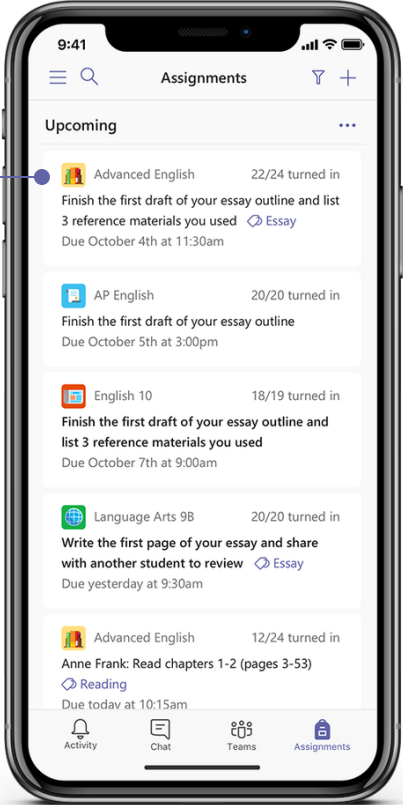 9:41
Assignments
Upcoming
Advanced English 22/24 turned in
Finish the first draft of your essay outline and list
3 reference materials you used Essay
Due October 4th at 11:30am
AP English 20/20 turned in
Finish the first draft of your essay outline
Due October 5th at 3:00pm
English 10 18/19 turned in
Finish the first draft of your essay outline and
list 3 reference materials you used
Due October 7th at 9:00am
Language Arts 9B 20/20 turned in
Write the first page of your essay and share
with another student to review Essay
Due yesterday at 9:30am
Advanced English 12/24 turned in
Anne Frank: Read chapters 1-2 (pages 3-53)
Reading
Due today at 10:15am
Activity Chat Teams Assignments